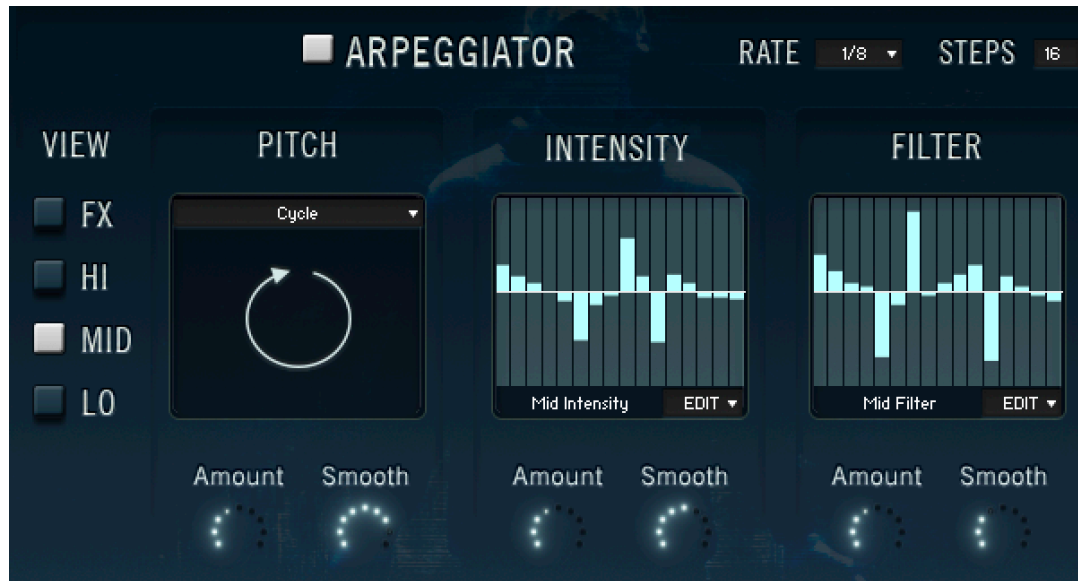 ARPEGGIATOR RATE 1/8 STEPS 16
VIEW PITCH INTENSITY FILTER
FX
HI
MID
LO
Cycle
Mid Intensity EDIT
Mid Filter EDIT
Amount Smooth Amount Smooth Amount Smooth